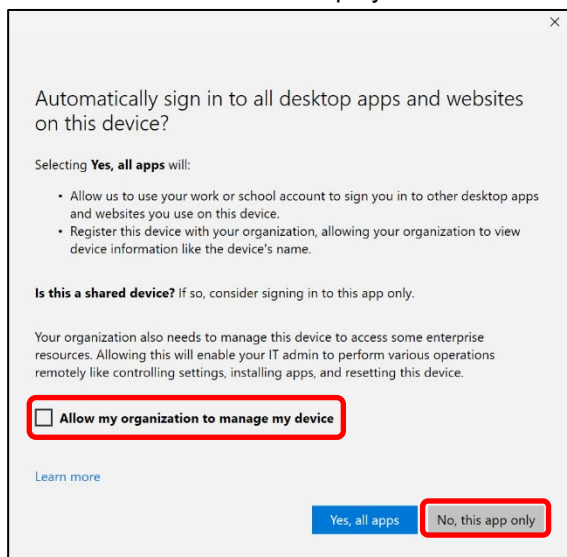 Automatically sign in to all desktop apps and websites
on this device?
Selecting Yes, all apps will:
• Allow us to use your work or school account to sign you in to other desktop apps
and websites you use on this device.
• Register this device with your organization, allowing your organization to view
device information like the device's name.
Is this a shared device? If so, consider signing in to this app only.
Your organization also needs to manage this device to access some enterprise
resources. Allowing this will enable your IT admin to perform various operations
remotely like controlling settings, installing apps, and resetting this device.
Allow my organization to manage my device
Learn more
Yes, all apps No, this app only